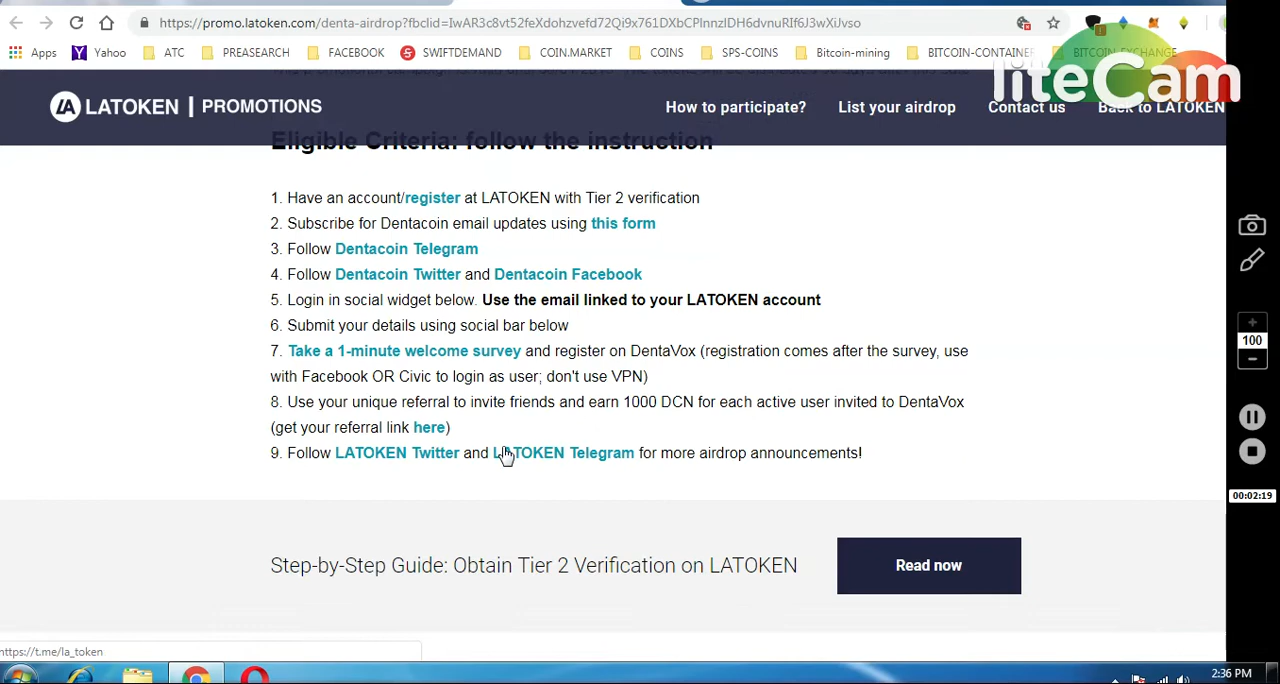 https://promo.latoken.com/denta-airdrop?fbclid=IwAR3c8vt52feXdohzvefd72Qi9x761DXbCPlnnzIDH6dvnuRIf6J3wXiJvso
Apps Yahoo ATC PREASEARCH FACEBOOK SWIFTDEMAND COIN.MARKET COINS SPS-COINS Bitcoin-mining BITCOIN-CONTAINER BITCOIN-EXCHANGE
liteCam
LATOKEN | PROMOTIONS How to participate? List your airdrop Contact us Back to LATOKEN
Eligible Criteria: follow the instruction
1. Have an account/register at LATOKEN with Tier 2 verification
2. Subscribe for Dentacoin email updates using this form
3. Follow Dentacoin Telegram
4. Follow Dentacoin Twitter and Dentacoin Facebook
5. Login in social widget below. Use the email linked to your LATOKEN account
6. Submit your details using social bar below
7. Take a 1-minute welcome survey and register on DentaVox (registration comes after the survey, use
with Facebook OR Civic to login as user; don't use VPN)
8. Use your unique referral to invite friends and earn 1000 DCN for each active user invited to DentaVox
(get your referral link here)
9. Follow LATOKEN Twitter and LATOKEN Telegram for more airdrop announcements!
Step-by-Step Guide: Obtain Tier 2 Verification on LATOKEN
Read now
https://t.me/la_token
100
00:02:19
2:36 PM